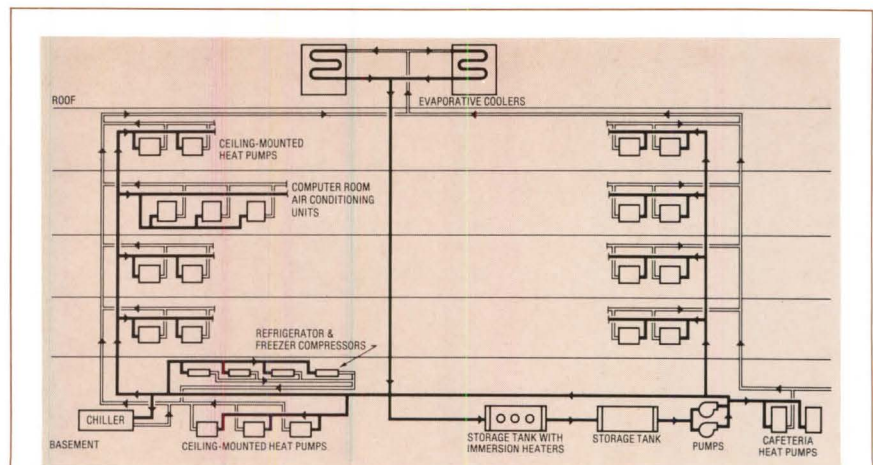 ROOF
EVAPORATIVE COOLERS
CEILING-MOUNTED
HEAT PUMPS
COMPUTER ROOM
AIR CONDITIONING
UNITS
REFRIGERATOR &
FREEZER COMPRESSORS
CHILLER
BASEMENT
CEILING-MOUNTED HEAT PUMPS
STORAGE TANK WITH
IMMERSION HEATERS
STORAGE TANK
PUMPS
CAFETERIA
HEAT PUMPS